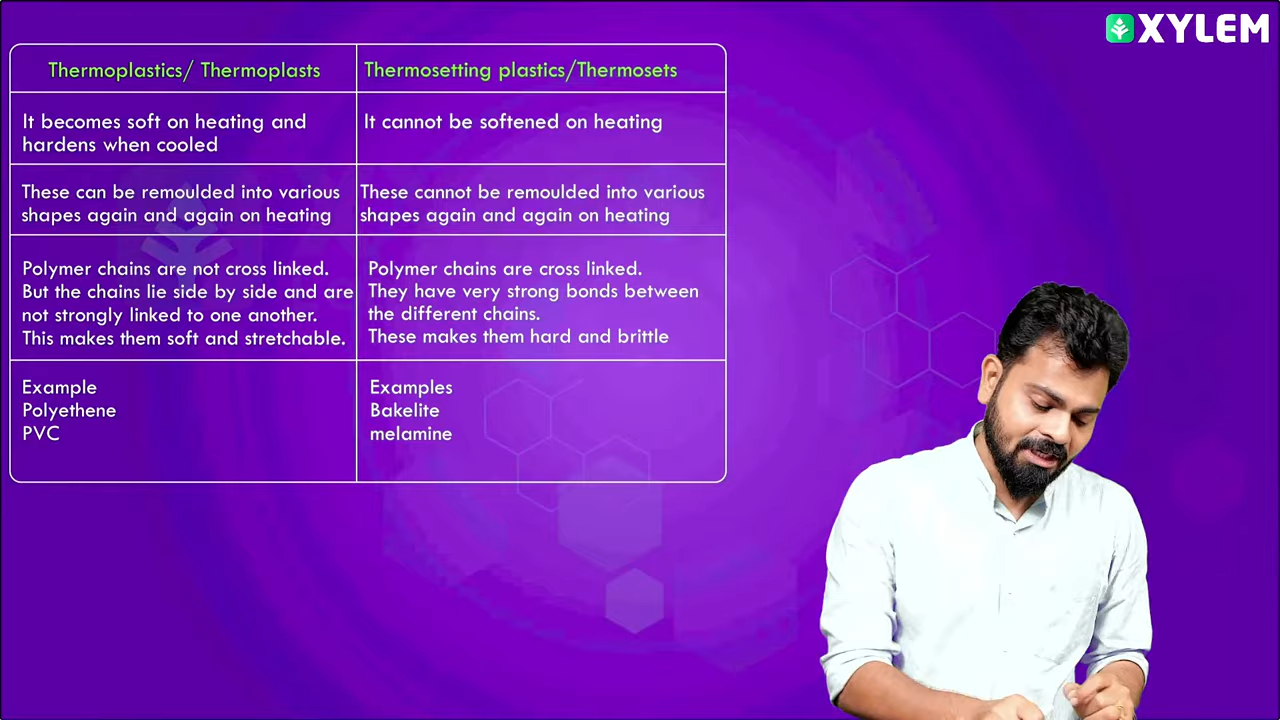 XYLEM
Thermoplastics/ Thermoplasts
Thermosetting plastics/Thermosets
It becomes soft on heating and
hardens when cooled
It cannot be softened on heating
These can be remoulded into various
shapes again and again on heating
These cannot be remoulded into various
shapes again and again on heating
Polymer chains are not cross linked.
But the chains lie side by side and are
not strongly linked to one another.
This makes them soft and stretchable.
Polymer chains are cross linked.
They have very strong bonds between
the different chains.
These makes them hard and brittle
Example
Polyethene
PVC
Examples
Bakelite
melamine